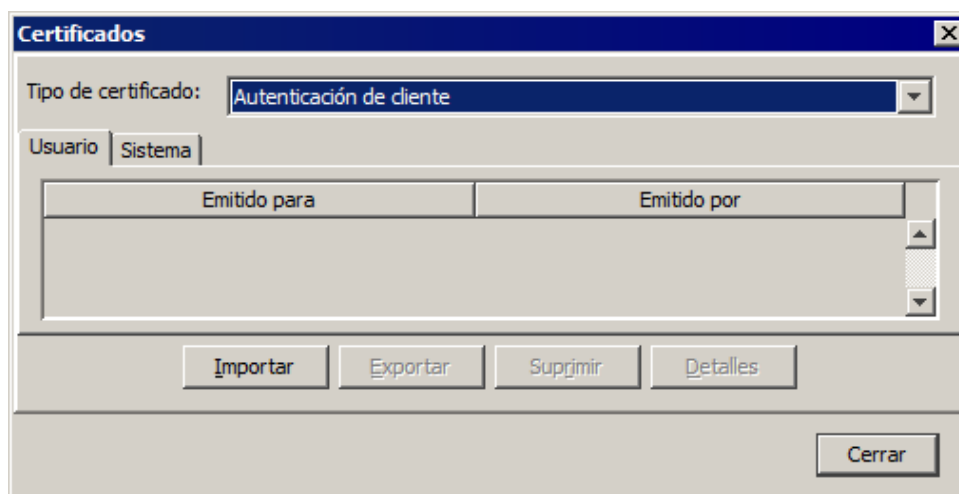 Certificados
Tipo de certificado: Autenticación de cliente
Usuario Sistema
Emitido para Emitido por
Importar Exportar Suprimir Detalles
Cerrar